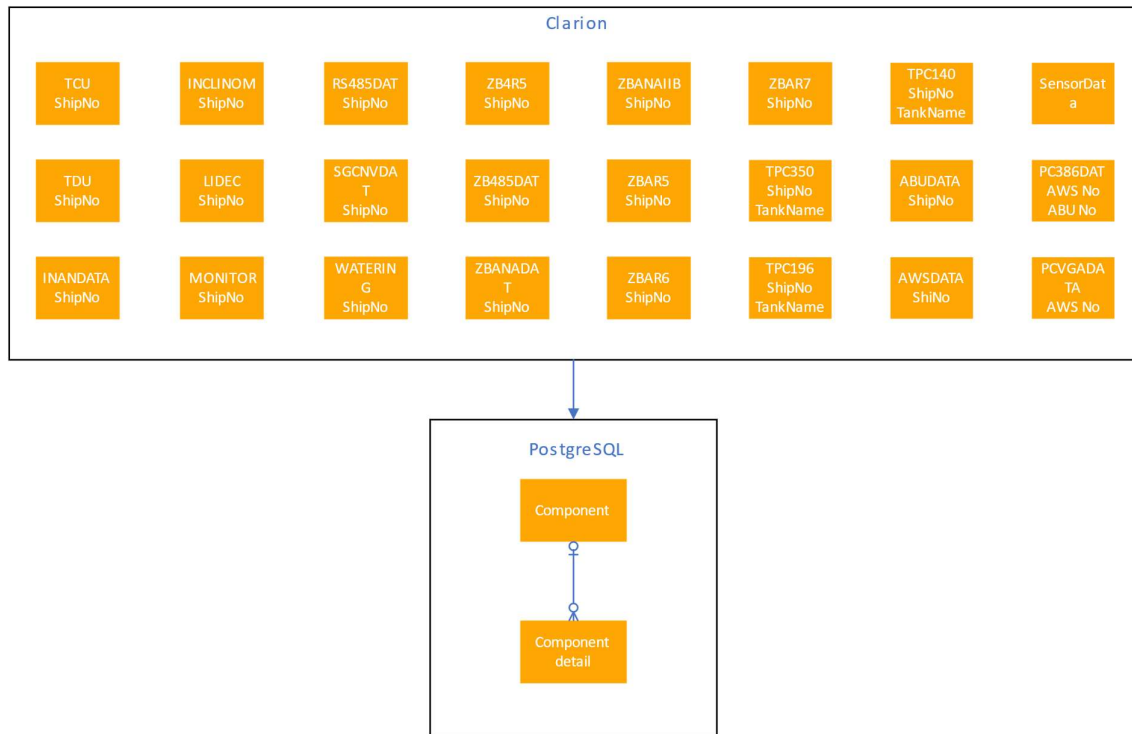 Clarion
TCU
ShipNo
INCLINOM
ShipNo
RS485DAT
ShipNo
ZB4R5
ShipNo
ZBANAIIB
ShipNo
ZBAR7
ShipNo
TPC140
ShipNo
TankName
SensorDat
a
TDU
ShipNo
LIDEC
ShipNo
SGCNVDA
T
ShipNo
ZB485DAT
ShipNo
ZBAR5
ShipNo
TPC350
ShipNo
TankName
ABUDATA
ShipNo
PC386DAT
AWS No
ABU No
INANDATA
ShipNo
MONITOR
ShipNo
WATERIN
G
ShipNo
ZBANADA
T
ShipNo
ZBAR6
ShipNo
TPC196
ShipNo
TankName
AWSDATA
ShiNo
PCVGADA
TA
AWS No
PostgreSQL
Component
Component
detail